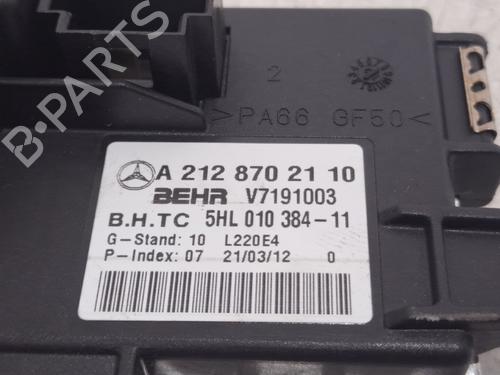 2
>PA66 GF50<
A 212 870 21 10
BEHR V7191003
B.H.TC 5HL 010 384-11
G-Stand: 10 L220E4
P-Index: 07 21/03/12 0
B-PARTS